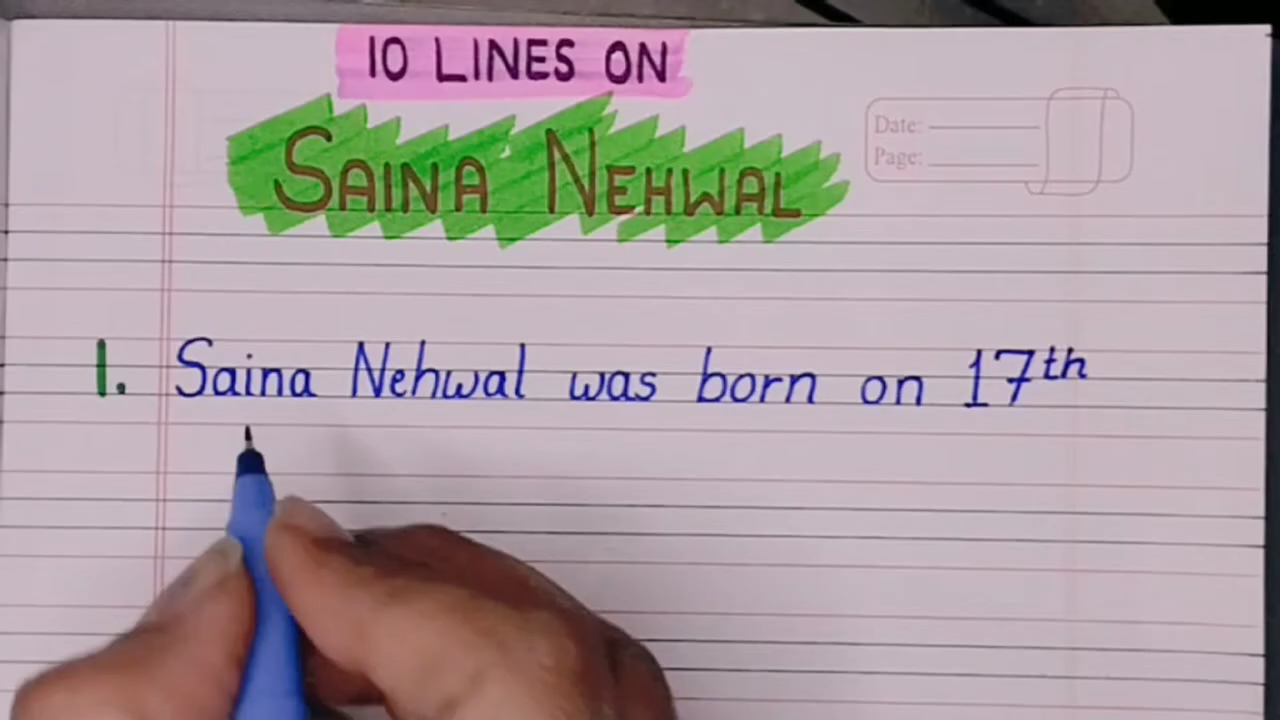 10 LINES ON
SAINA NEHWAL
Date:
Page:
1. Saina Nehwal was born on 17th